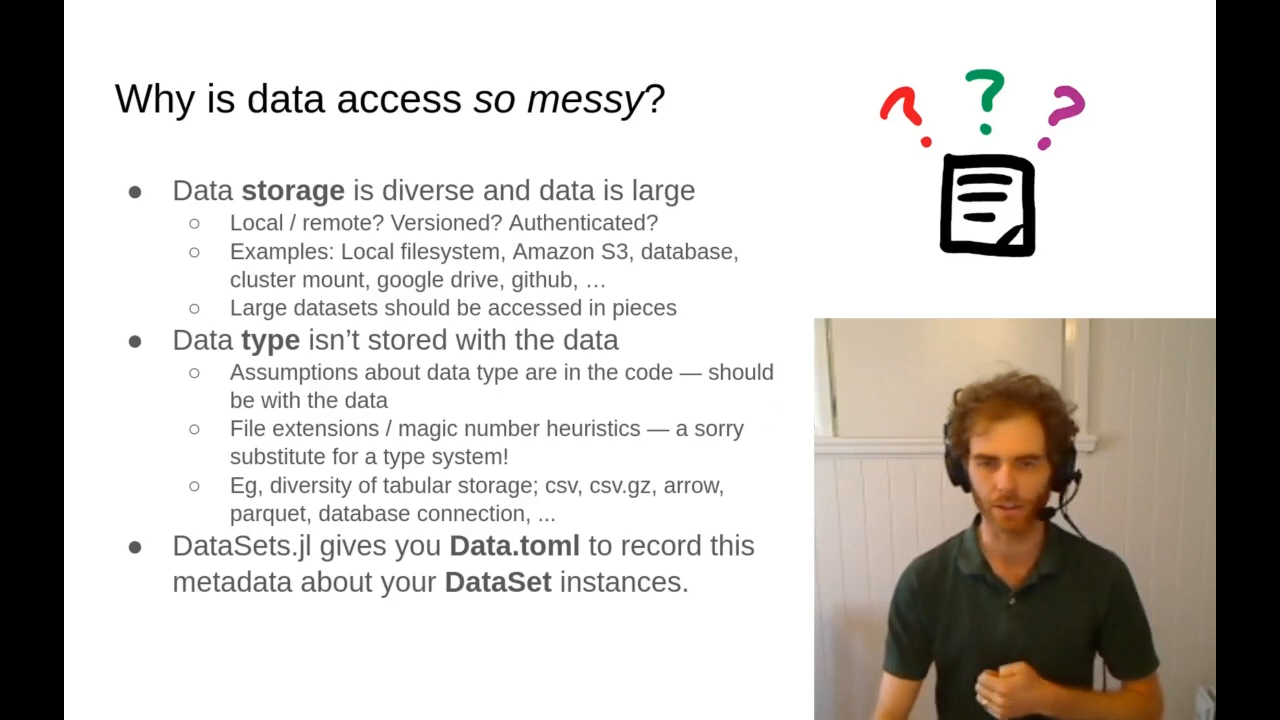 Why is data access so messy?
● Data storage is diverse and data is large
○ Local / remote? Versioned? Authenticated?
○ Examples: Local filesystem, Amazon S3, database,
cluster mount, google drive, github, …
○ Large datasets should be accessed in pieces
● Data type isn’t stored with the data
○ Assumptions about data type are in the code — should
be with the data
○ File extensions / magic number heuristics — a sorry
substitute for a type system!
○ Eg, diversity of tabular storage; csv, csv.gz, arrow,
parquet, database connection, ...
● DataSets.jl gives you Data.toml to record this
metadata about your DataSet instances.
? ? ?